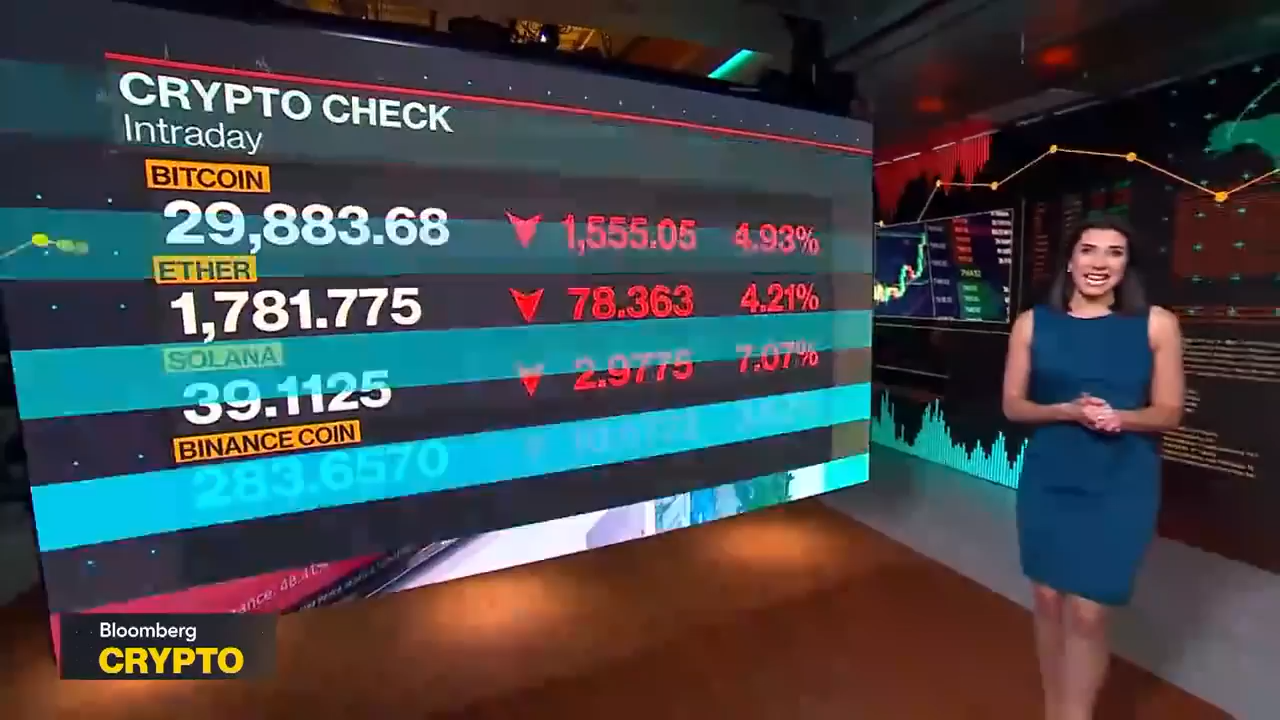 CRYPTO CHECK
Intraday
BITCOIN
29,883.68 1,555.05 4.93%
ETHER
1,781.775 78.363 4.21%
SOLANA
39.1125 2.9775 7.07%
BINANCE COIN
283.6570
Bloomberg
CRYPTO